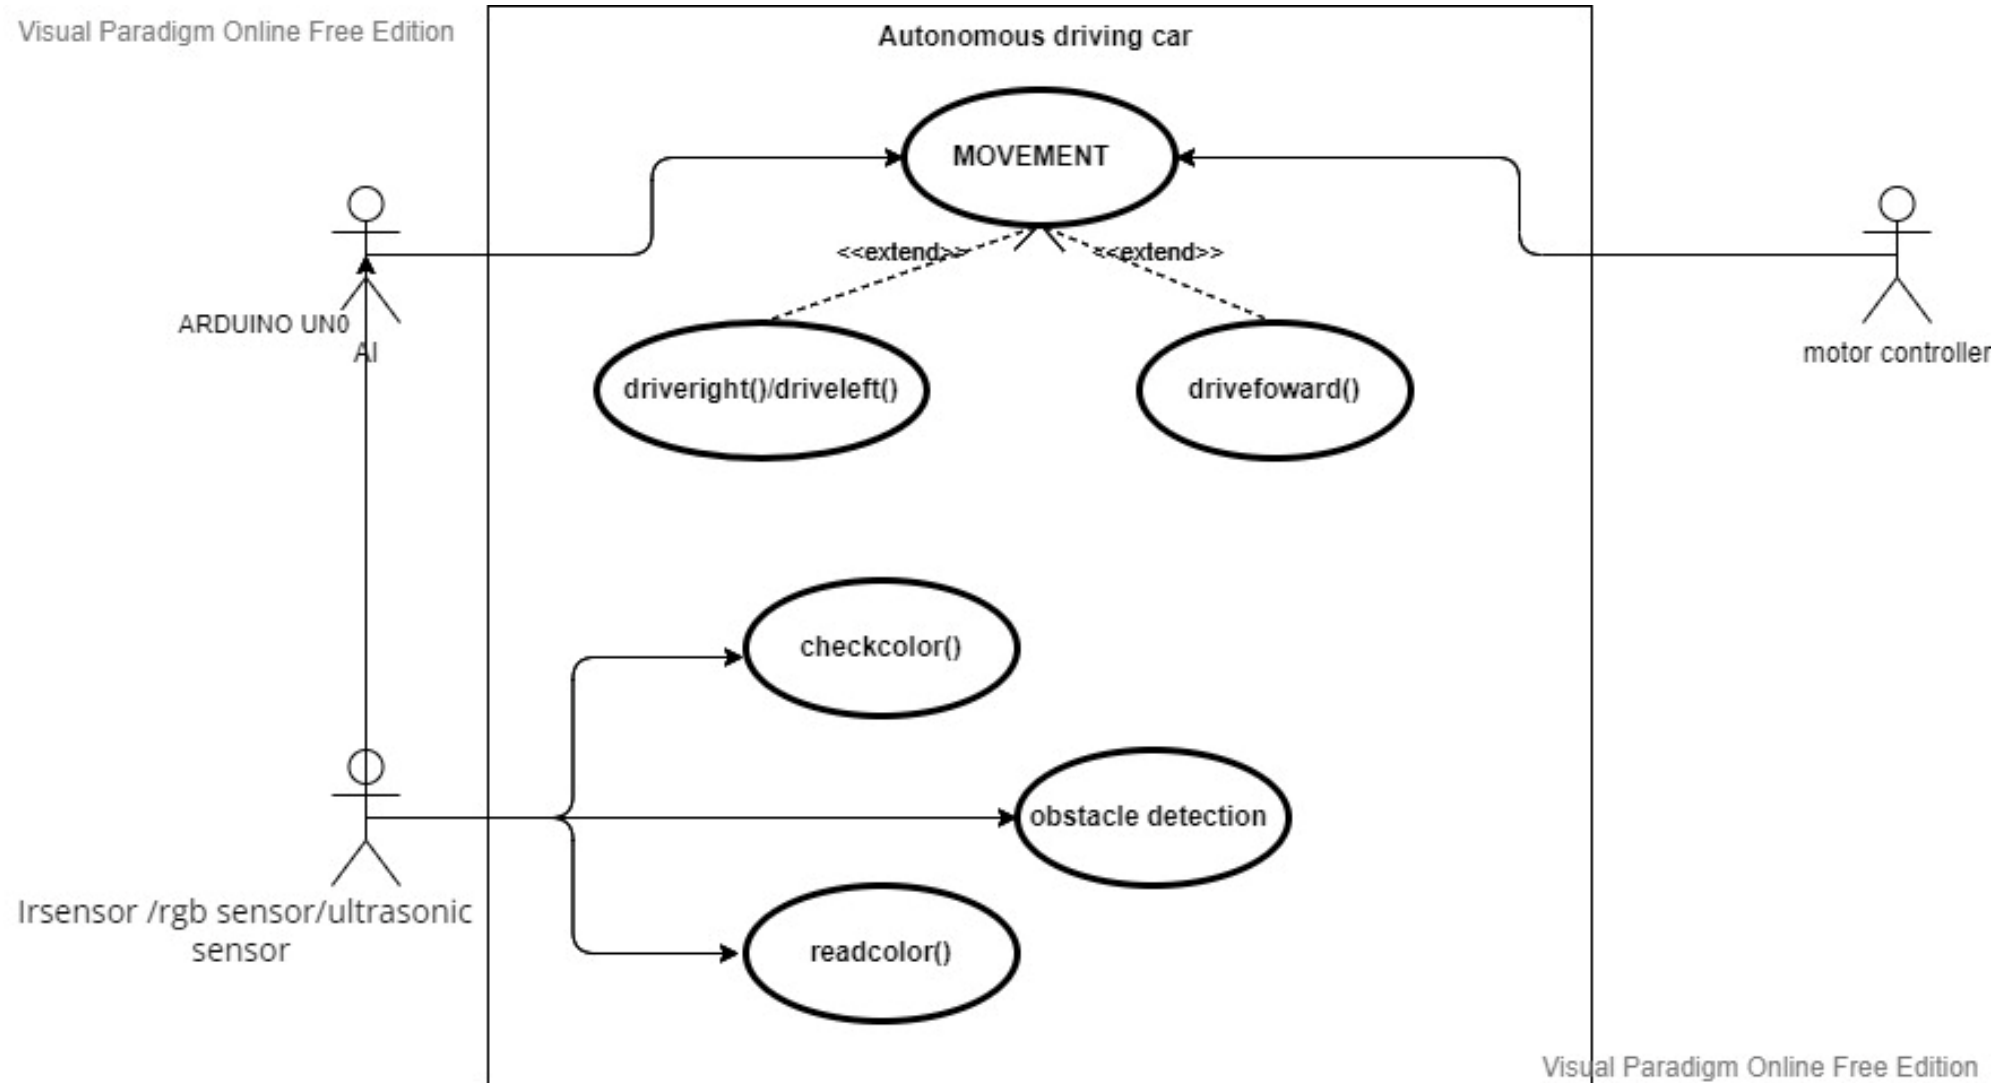 Visual Paradigm Online Free Edition
Autonomous driving car
MOVEMENT
<<extend>>
<<extend>>
ARDUINO UN0
AI
motor controller
driveright()/driveleft()
drivefoward()
checkcolor()
obstacle detection
Irsensor /rgb sensor/ultrasonic
sensor
readcolor()
Visual Paradigm Online Free Edition